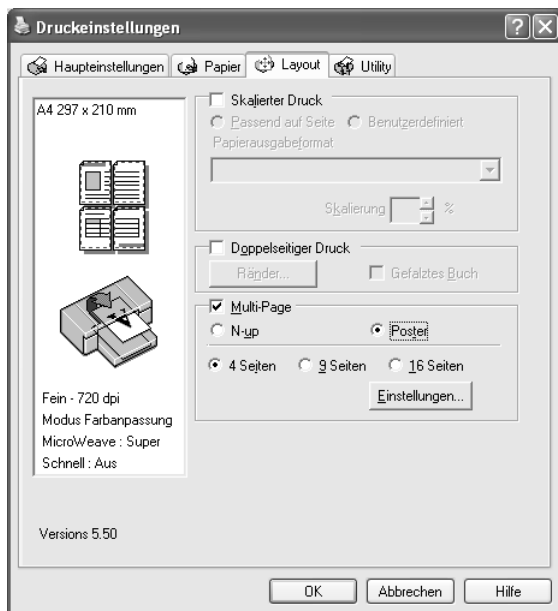 Druckeinstellungen
Haupteinstellungen Papier Layout Utility
A4 297 x 210 mm
Skalierter Druck
Passend auf Seite Benutzerdefiniert
Papierausgabeformat
Skalierung %
Doppelseitiger Druck
Ränder... Gefalztes Buch
Multi-Page
N-up Poster
4 Seiten 9 Seiten 16 Seiten
Einstellungen...
Fein - 720 dpi
Modus Farbanpassung
MicroWeave : Super
Schnell : Aus
Versions 5.50
OK Abbrechen Hilfe